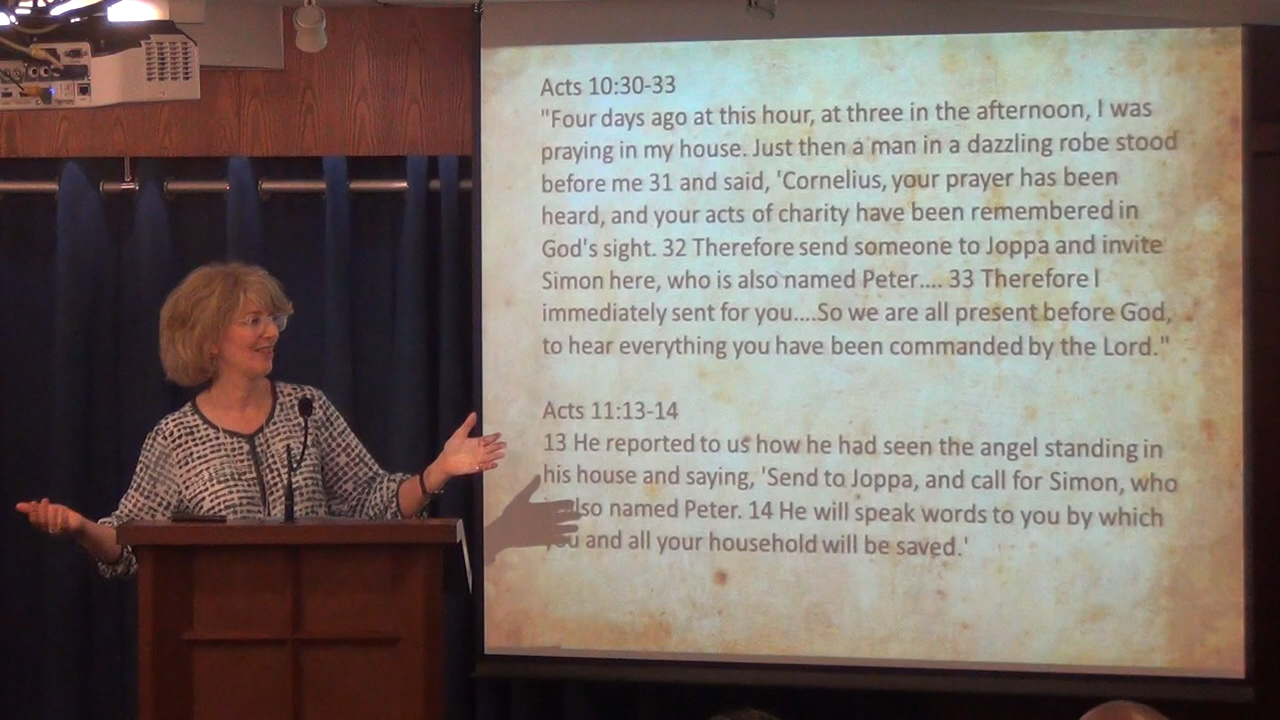 Acts 10:30-33
"Four days ago at this hour, at three in the afternoon, I was
praying in my house. Just then a man in a dazzling robe stood
before me 31 and said, 'Cornelius, your prayer has been
heard, and your acts of charity have been remembered in
God's sight. 32 Therefore send someone to Joppa and invite
Simon here, who is also named Peter.... 33 Therefore I
immediately sent for you....So we are all present before God,
to hear everything you have been commanded by the Lord."
Acts 11:13-14
13 He reported to us how he had seen the angel standing in
his house and saying, 'Send to Joppa, and call for Simon, who
also named Peter. 14 He will speak words to you by which
you and all your household will be saved.'